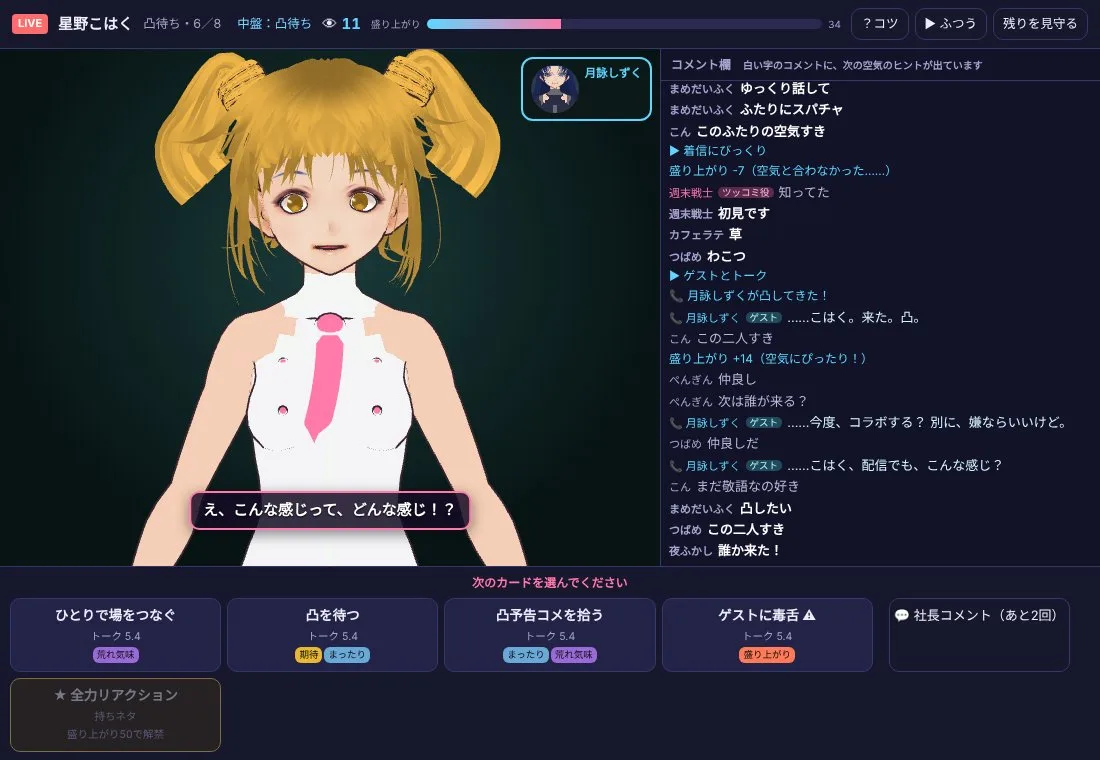 LIVE 星野こはく 凸待ち・6／8 中盤：凸待ち 11 盛り上がり 34 ？コツ ▶ ふつう 残りを見守る
月詠しずく
コメント欄 白い字のコメントに、次の空気のヒントが出ています
まめだいふく ゆっくり話して
まめだいふく ふたりにスパチャ
こん このふたりの空気すき
▶ 着信にびっくり
盛り上がり -7（空気と合わなかった……）
週末戦士 ツッコミ役 知ってた
週末戦士 初見です
カフェラテ 草
つばめ わこつ
▶ ゲストとトーク
📞 月詠しずくが凸してきた！
📞 月詠しずく ゲスト ……こはく。来た。凸。
こん この二人すき
盛り上がり +14（空気にぴったり！）
ぺんぎん 仲良し
ぺんぎん 次は誰が来る？
📞 月詠しずく ゲスト ……今度、コラボする？ 別に、嫌ならいいけど。
つばめ 仲良しだ
📞 月詠しずく ゲスト ……こはく、配信でも、こんな感じ？
こん まだ敬語なの好き
まめだいふく 凸したい
つばめ この二人すき
夜ふかし 誰か来た！
え、こんな感じって、どんな感じ！？
次のカードを選んでください
ひとりで場をつなぐ
トーク 5.4
荒れ気味
凸を待つ
トーク 5.4
期待 まったり
凸予告コメを拾う
トーク 5.4
まったり 荒れ気味
ゲストに毒舌 ⚠
トーク 5.4
盛り上がり
💬 社長コメント（あと2回）
★ 全力リアクション
持ちネタ
盛り上がり50で解禁